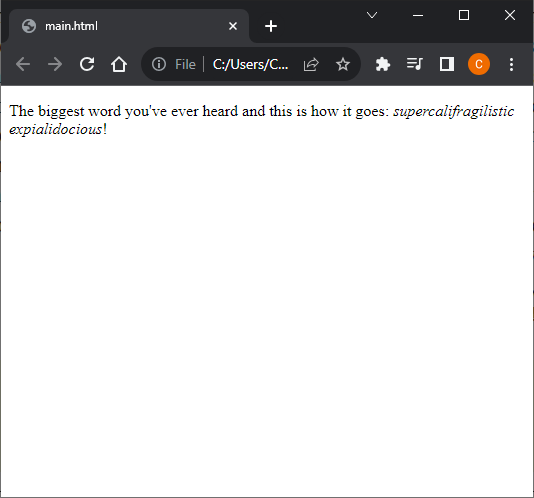 main.html
File
C:/Users/C...
C
The biggest word you've ever heard and this is how it goes: supercalifragilistic
expialidocious!